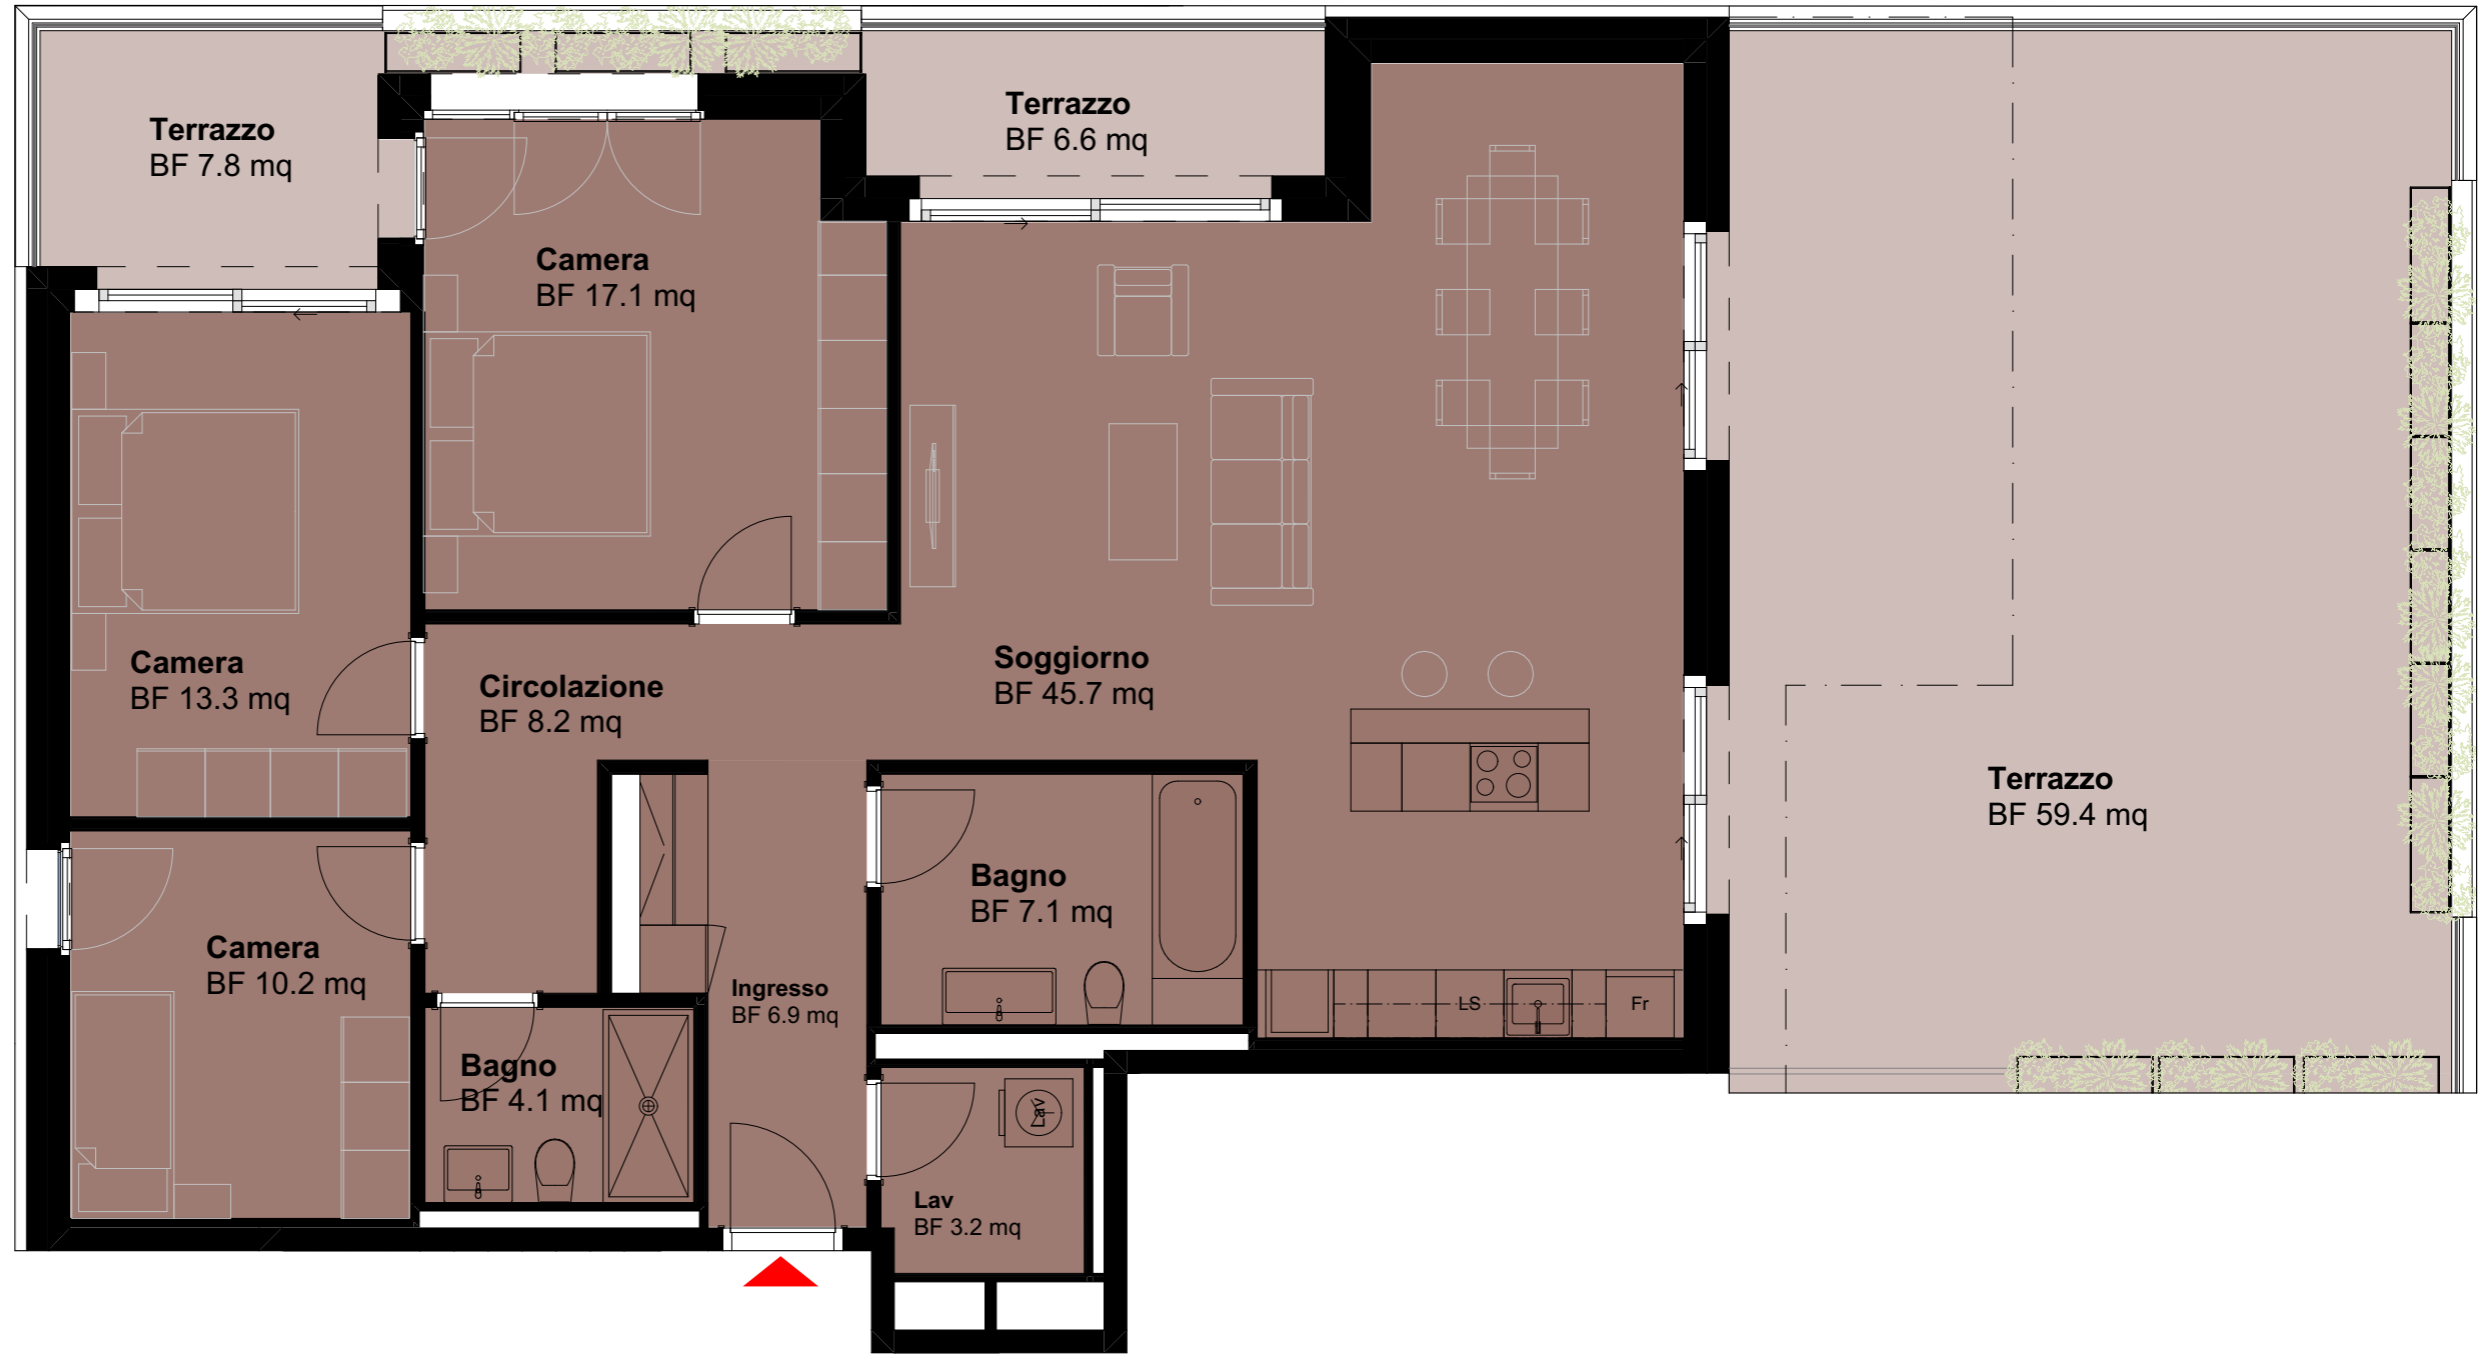 Terrazzo
BF 7.8 mq
Terrazzo
BF 6.6 mq
Camera
BF 17.1 mq
Camera
BF 13.3 mq
Circolazione
BF 8.2 mq
Soggiorno
BF 45.7 mq
Terrazzo
BF 59.4 mq
Bagno
BF 7.1 mq
Camera
BF 10.2 mq
Ingresso
BF 6.9 mq
LS
Fr
Bagno
BF 4.1 mq
Lav
Lav
BF 3.2 mq